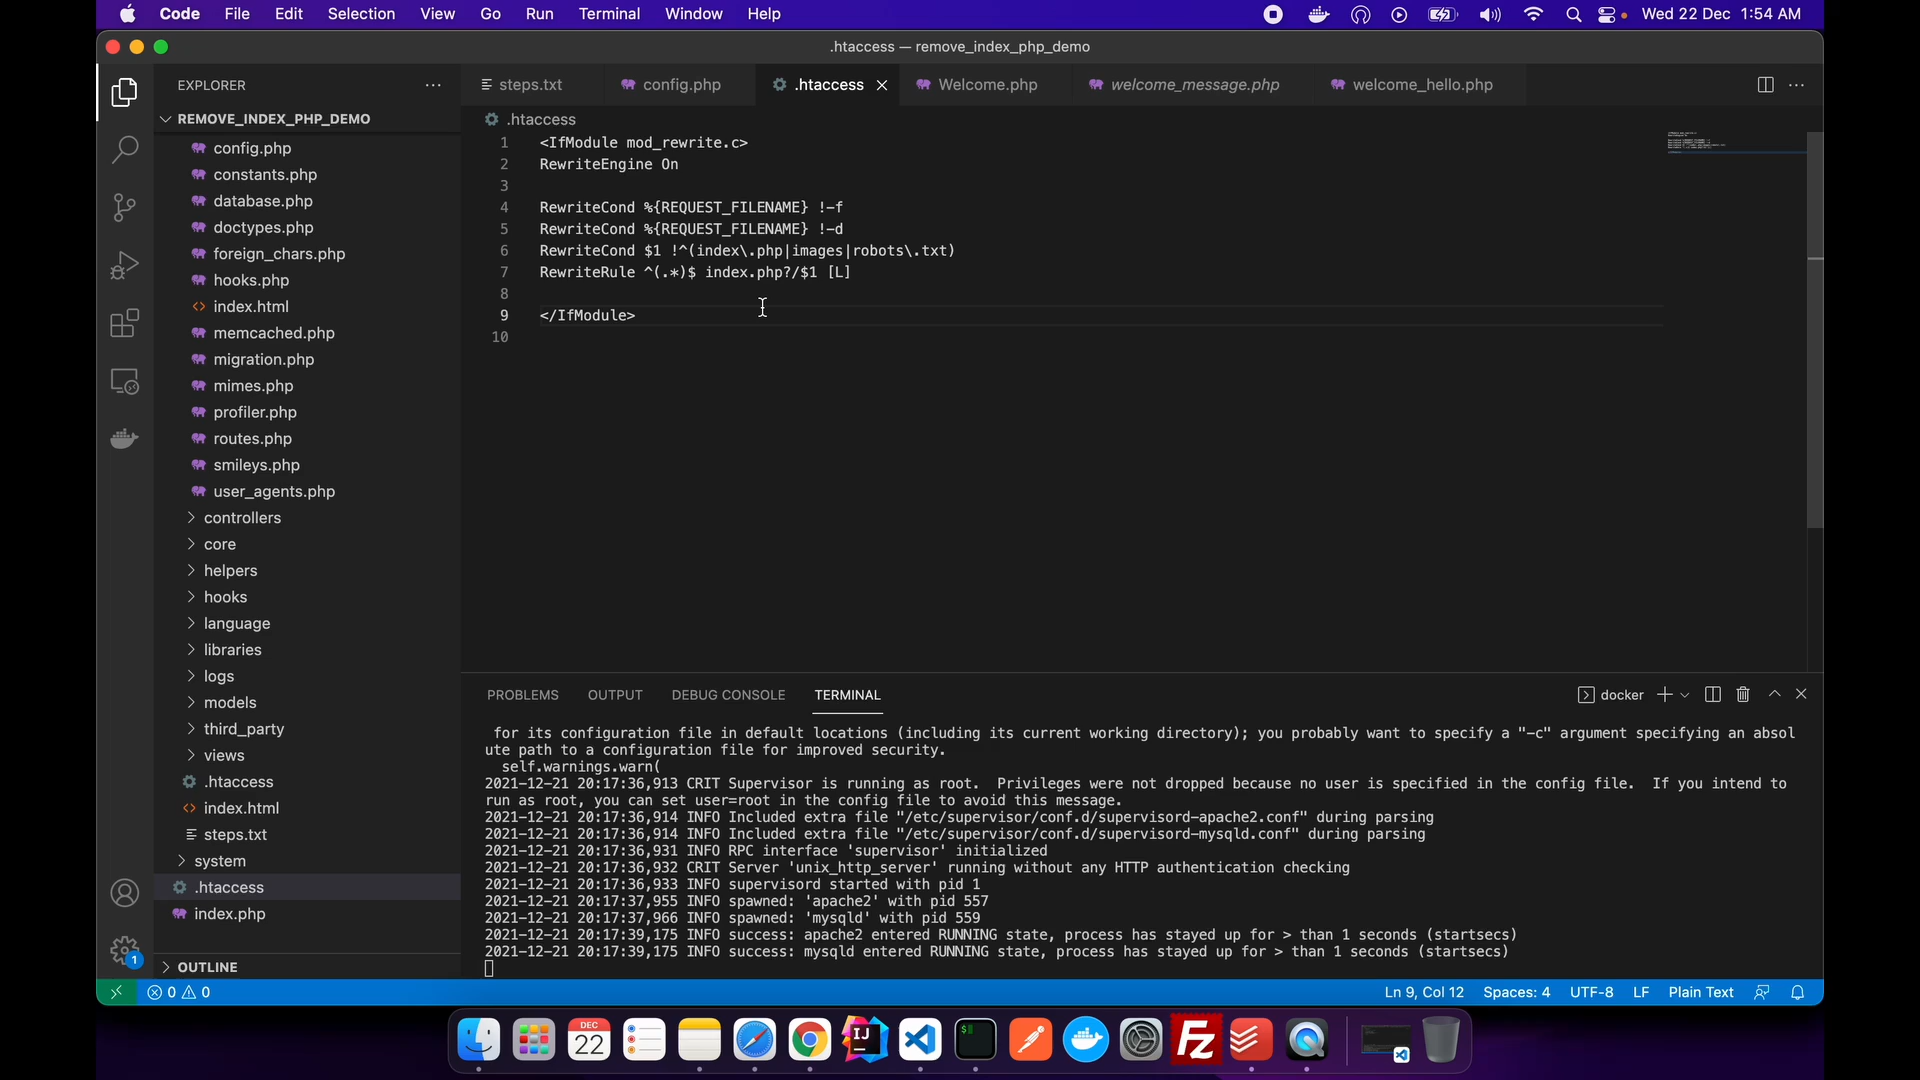 Code File Edit Selection View Go Run Terminal Window Help Wed 22 Dec 1:54 AM
.htaccess — remove_index_php_demo
EXPLORER
steps.txt config.php .htaccess Welcome.php welcome_message.php welcome_hello.php
REMOVE_INDEX_PHP_DEMO
config.php
constants.php
database.php
doctypes.php
foreign_chars.php
hooks.php
index.html
memcached.php
migration.php
mimes.php
profiler.php
routes.php
smileys.php
user_agents.php
controllers
core
helpers
hooks
language
libraries
logs
models
third_party
views
.htaccess
index.html
steps.txt
system
.htaccess
index.php
OUTLINE
1
.htaccess
1 <IfModule mod_rewrite.c>
2 RewriteEngine On
3
4 RewriteCond %{REQUEST_FILENAME} !-f
5 RewriteCond %{REQUEST_FILENAME} !-d
6 RewriteCond $1 !^(index\.php|images|robots\.txt)
7 RewriteRule ^(.*)$ index.php?/$1 [L]
8
9 </IfModule>
10
PROBLEMS OUTPUT DEBUG CONSOLE TERMINAL docker
for its configuration file in default locations (including its current working directory); you probably want to specify a "-c" argument specifying an absol
ute path to a configuration file for improved security.
self.warnings.warn(
2021-12-21 20:17:36,913 CRIT Supervisor is running as root. Privileges were not dropped because no user is specified in the config file. If you intend to
run as root, you can set user=root in the config file to avoid this message.
2021-12-21 20:17:36,914 INFO Included extra file "/etc/supervisor/conf.d/supervisord-apache2.conf" during parsing
2021-12-21 20:17:36,914 INFO Included extra file "/etc/supervisor/conf.d/supervisord-mysqld.conf" during parsing
2021-12-21 20:17:36,931 INFO RPC interface 'supervisor' initialized
2021-12-21 20:17:36,932 CRIT Server 'unix_http_server' running without any HTTP authentication checking
2021-12-21 20:17:36,933 INFO supervisord started with pid 1
2021-12-21 20:17:37,955 INFO spawned: 'apache2' with pid 557
2021-12-21 20:17:37,966 INFO spawned: 'mysqld' with pid 559
2021-12-21 20:17:39,175 INFO success: apache2 entered RUNNING state, process has stayed up for > than 1 seconds (startsecs)
2021-12-21 20:17:39,175 INFO success: mysqld entered RUNNING state, process has stayed up for > than 1 seconds (startsecs)
0 0 Ln 9, Col 12 Spaces: 4 UTF-8 LF Plain Text
DEC
22
IJ
$
Fz